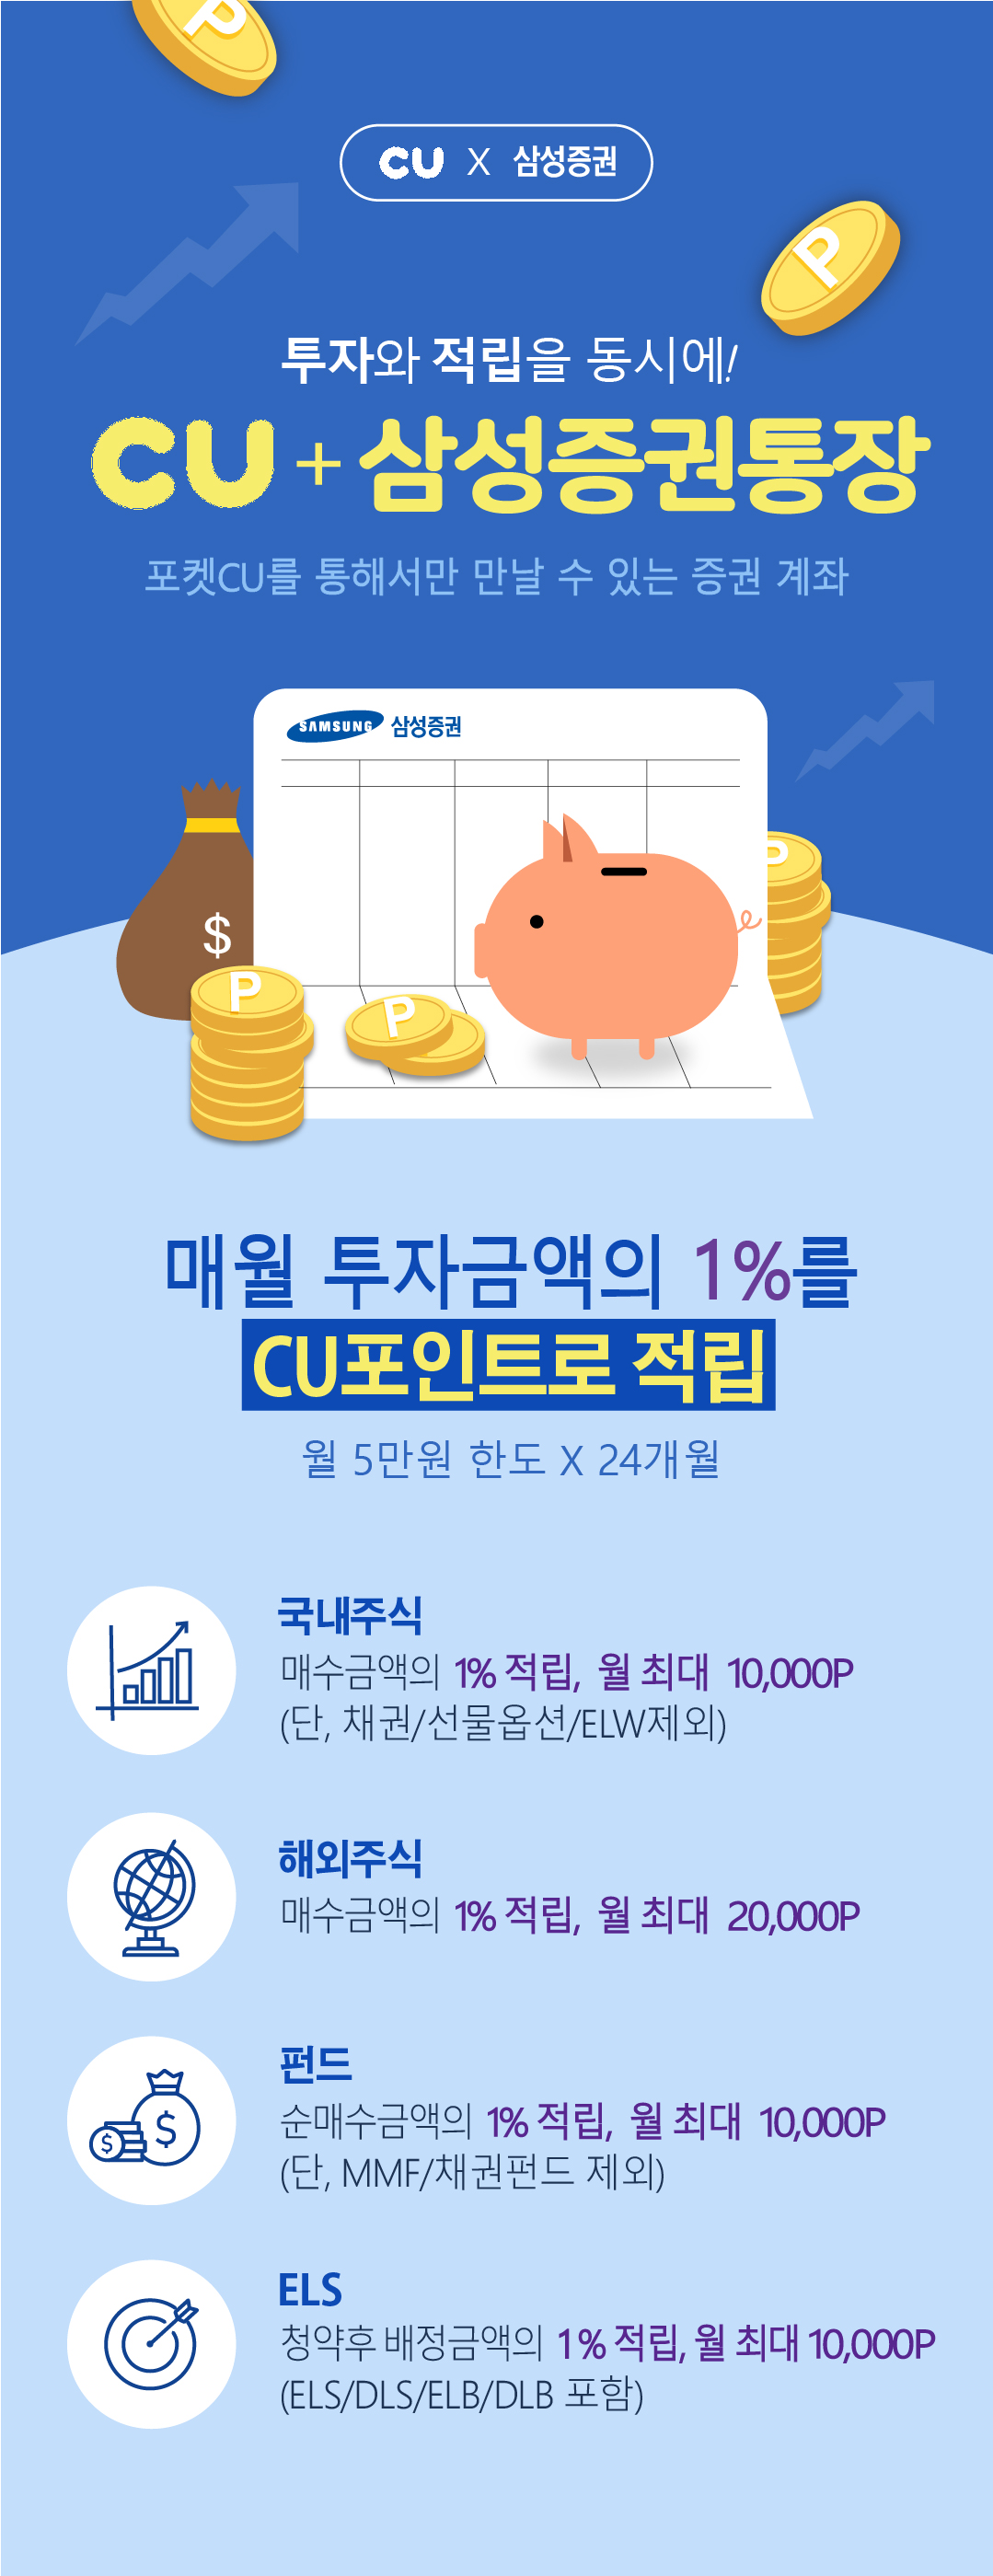 P
CU X 삼성증권
P
투자와 적립을 동시에!
CU + 삼성증권통장
포켓CU를 통해서만 만날 수 있는 증권 계좌
SAMSUNG 삼성증권
P
$
P
P
매월 투자금액의 1%를
CU포인트로 적립
월 5만원 한도 X 24개월
국내주식
매수금액의 1% 적립, 월 최대 10,000P
(단, 채권/선물옵션/ELW제외)
해외주식
매수금액의 1% 적립, 월 최대 20,000P
펀드
순매수금액의 1% 적립, 월 최대 10,000P
(단, MMF/채권펀드 제외)
$ $
ELS
청약후 배정금액의 1% 적립, 월 최대 10,000P
(ELS/DLS/ELB/DLB 포함)